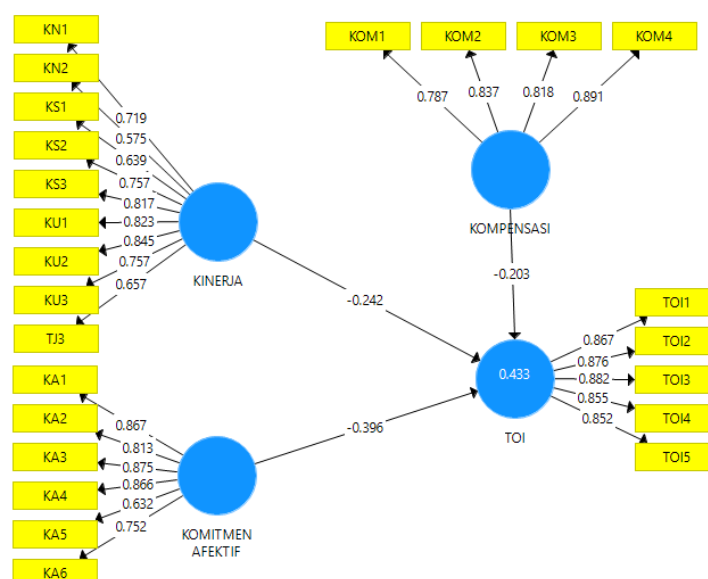 KN1
KN2
KS1
KS2
KS3
KU1
KU2
KU3
TJ3
0.719
0.575
0.639
0.757
0.817
0.823
0.845
0.757
0.657
KINERJA
KOM1
KOM2
KOM3
KOM4
0.787
0.837
0.818
0.891
KOMPENSASI
-0.203
-0.242
-0.396
KA1
KA2
KA3
KA4
KA5
KA6
0.867
0.813
0.875
0.866
0.632
0.752
KOMITMEN
AFEKTIF
0.433
TOI
0.867
0.876
0.882
0.855
0.852
TOI1
TOI2
TOI3
TOI4
TOI5